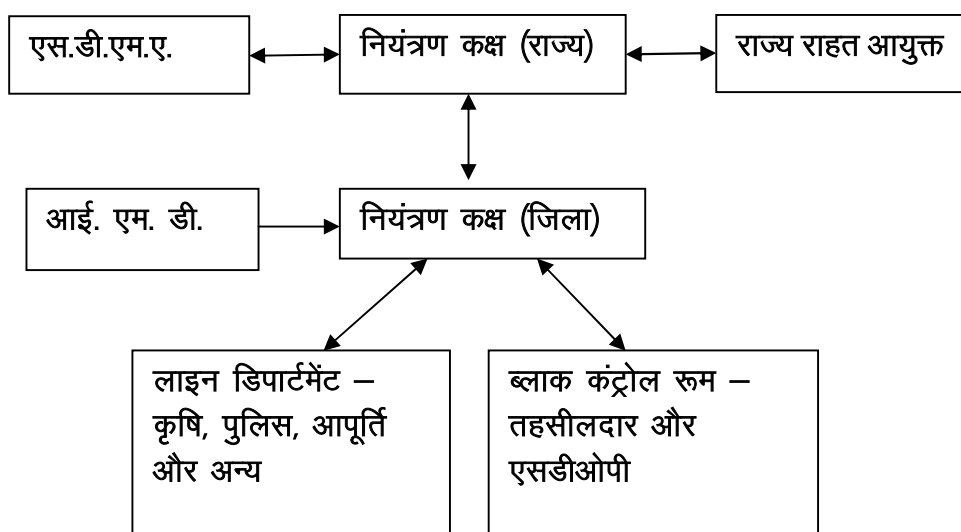 एस.डी.एम.ए.
नियंत्रण कक्ष (राज्य)
राज्य राहत आयुक्त
आई. एम. डी.
नियंत्रण कक्ष (जिला)
लाइन डिपार्टमेंट –
कृषि, पुलिस, आपूर्ति
और अन्य
ब्लाक कंट्रोल रूम –
तहसीलदार और
एसडीओपी